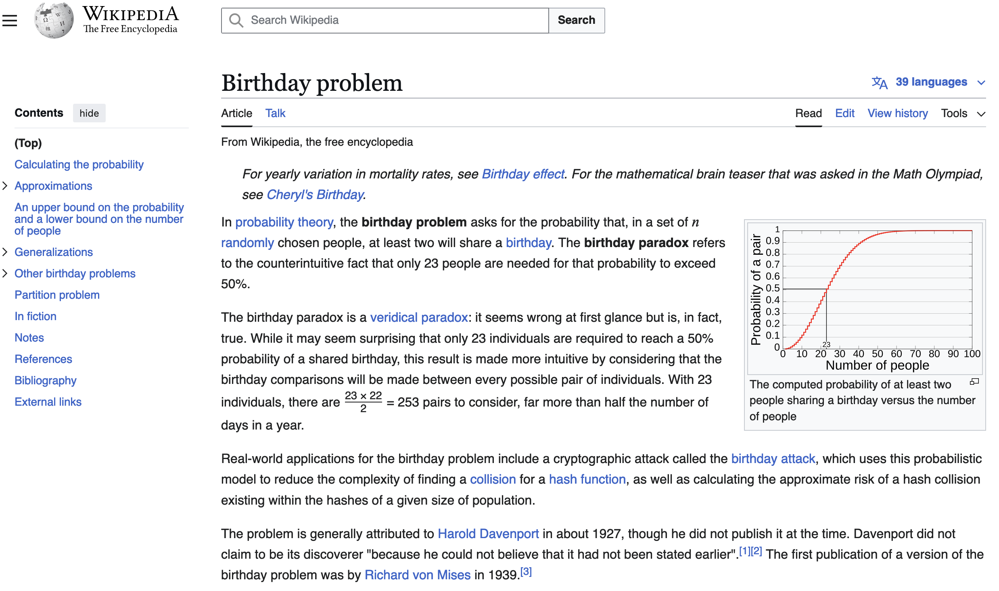 WIKIPEDIA
The Free Encyclopedia
Search Wikipedia
Search
Birthday problem
39 languages
Contents
hide
Article
Talk
Read
Edit
View history
Tools
(Top)
Calculating the probability
Approximations
An upper bound on the probability
and a lower bound on the number
of people
Generalizations
Other birthday problems
Partition problem
In fiction
Notes
References
Bibliography
External links
From Wikipedia, the free encyclopedia
For yearly variation in mortality rates, see Birthday effect. For the mathematical brain teaser that was asked in the Math Olympiad,
see Cheryl's Birthday.
In probability theory, the birthday problem asks for the probability that, in a set of n
randomly chosen people, at least two will share a birthday. The birthday paradox refers
to the counterintuitive fact that only 23 people are needed for that probability to exceed
50%.
The birthday paradox is a veridical paradox: it seems wrong at first glance but is, in fact,
true. While it may seem surprising that only 23 individuals are required to reach a 50%
probability of a shared birthday, this result is made more intuitive by considering that the
birthday comparisons will be made between every possible pair of individuals. With 23
individuals, there are 23 × 22 / 2 = 253 pairs to consider, far more than half the number of
days in a year.
Probability of a pair
1
0.9
0.8
0.7
0.6
0.5
0.4
0.3
0.2
0.1
0
23
0 10 20 30 40 50 60 70 80 90 100
Number of people
The computed probability of at least two
people sharing a birthday versus the number
of people
Real-world applications for the birthday problem include a cryptographic attack called the birthday attack, which uses this probabilistic
model to reduce the complexity of finding a collision for a hash function, as well as calculating the approximate risk of a hash collision
existing within the hashes of a given size of population.
The problem is generally attributed to Harold Davenport in about 1927, though he did not publish it at the time. Davenport did not
claim to be its discoverer "because he could not believe that it had not been stated earlier".[1][2] The first publication of a version of the
birthday problem was by Richard von Mises in 1939.[3]